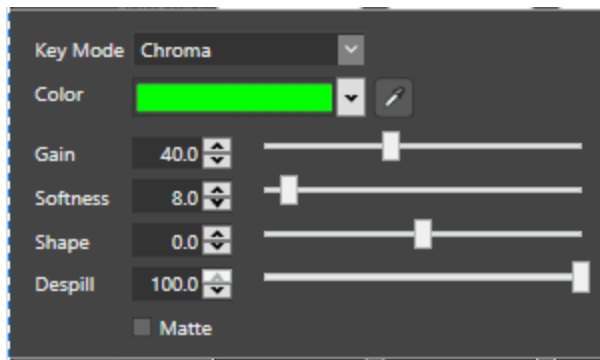 Key Mode Chroma
Color
Gain 40.0
Softness 8.0
Shape 0.0
Despill 100.0
Matte